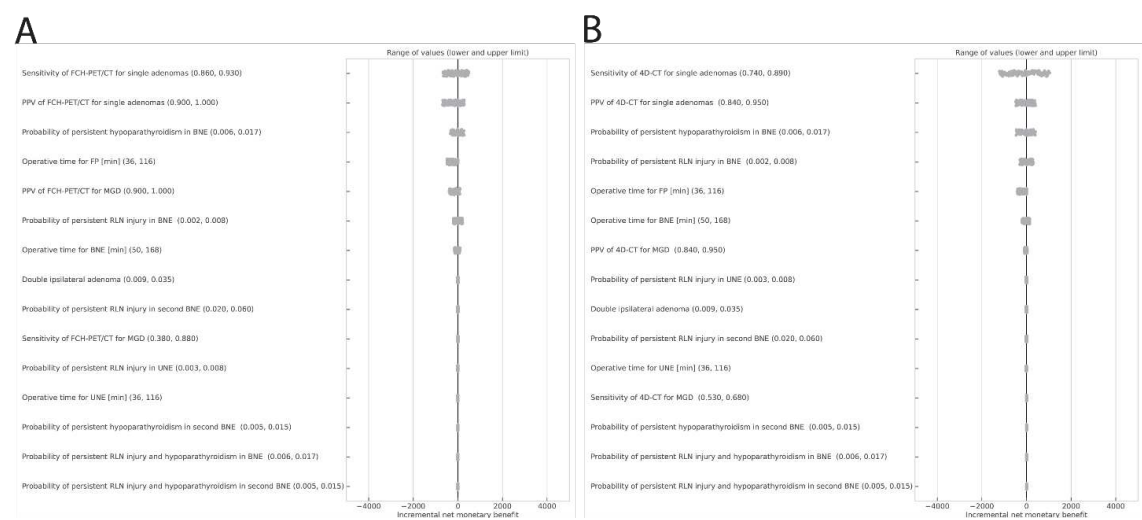 A
Range of values (lower and upper limit)
Sensitivity of FCH-PET/CT for single adenomas (0.860, 0.930)
PPV of FCH-PET/CT for single adenomas (0.900, 1.000)
Probability of persistent hypoparathyroidism in BNE (0.006, 0.017)
Operative time for FP [min] (36, 116)
PPV of FCH-PET/CT for MGD (0.900, 1.000)
Probability of persistent RLN injury in BNE (0.002, 0.008)
Operative time for BNE [min] (50, 168)
Double ipsilateral adenoma (0.009, 0.035)
Probability of persistent RLN injury in second BNE (0.020, 0.060)
Sensitivity of FCH-PET/CT for MGD (0.380, 0.880)
Probability of persistent RLN injury in UNE (0.003, 0.008)
Operative time for UNE [min] (36, 116)
Probability of persistent hypoparathyroidism in second BNE (0.005, 0.015)
Probability of persistent RLN injury and hypoparathyroidism in BNE (0.006, 0.017)
Probability of persistent RLN injury and hypoparathyroidism in second BNE (0.005, 0.015)
−4000 −2000 0 2000 4000
Incremental net monetary benefit
B
Range of values (lower and upper limit)
Sensitivity of 4D-CT for single adenomas (0.740, 0.890)
PPV of 4D-CT for single adenomas (0.840, 0.950)
Probability of persistent hypoparathyroidism in BNE (0.006, 0.017)
Probability of persistent RLN injury in BNE (0.002, 0.008)
Operative time for FP [min] (36, 116)
Operative time for BNE [min] (50, 168)
PPV of 4D-CT for MGD (0.840, 0.950)
Probability of persistent RLN injury in UNE (0.003, 0.008)
Double ipsilateral adenoma (0.009, 0.035)
Probability of persistent RLN injury in second BNE (0.020, 0.060)
Operative time for UNE [min] (36, 116)
Sensitivity of 4D-CT for MGD (0.530, 0.680)
Probability of persistent hypoparathyroidism in second BNE (0.005, 0.015)
Probability of persistent RLN injury and hypoparathyroidism in BNE (0.006, 0.017)
Probability of persistent RLN injury and hypoparathyroidism in second BNE (0.005, 0.015)
−4000 −2000 0 2000 4000
Incremental net monetary benefit